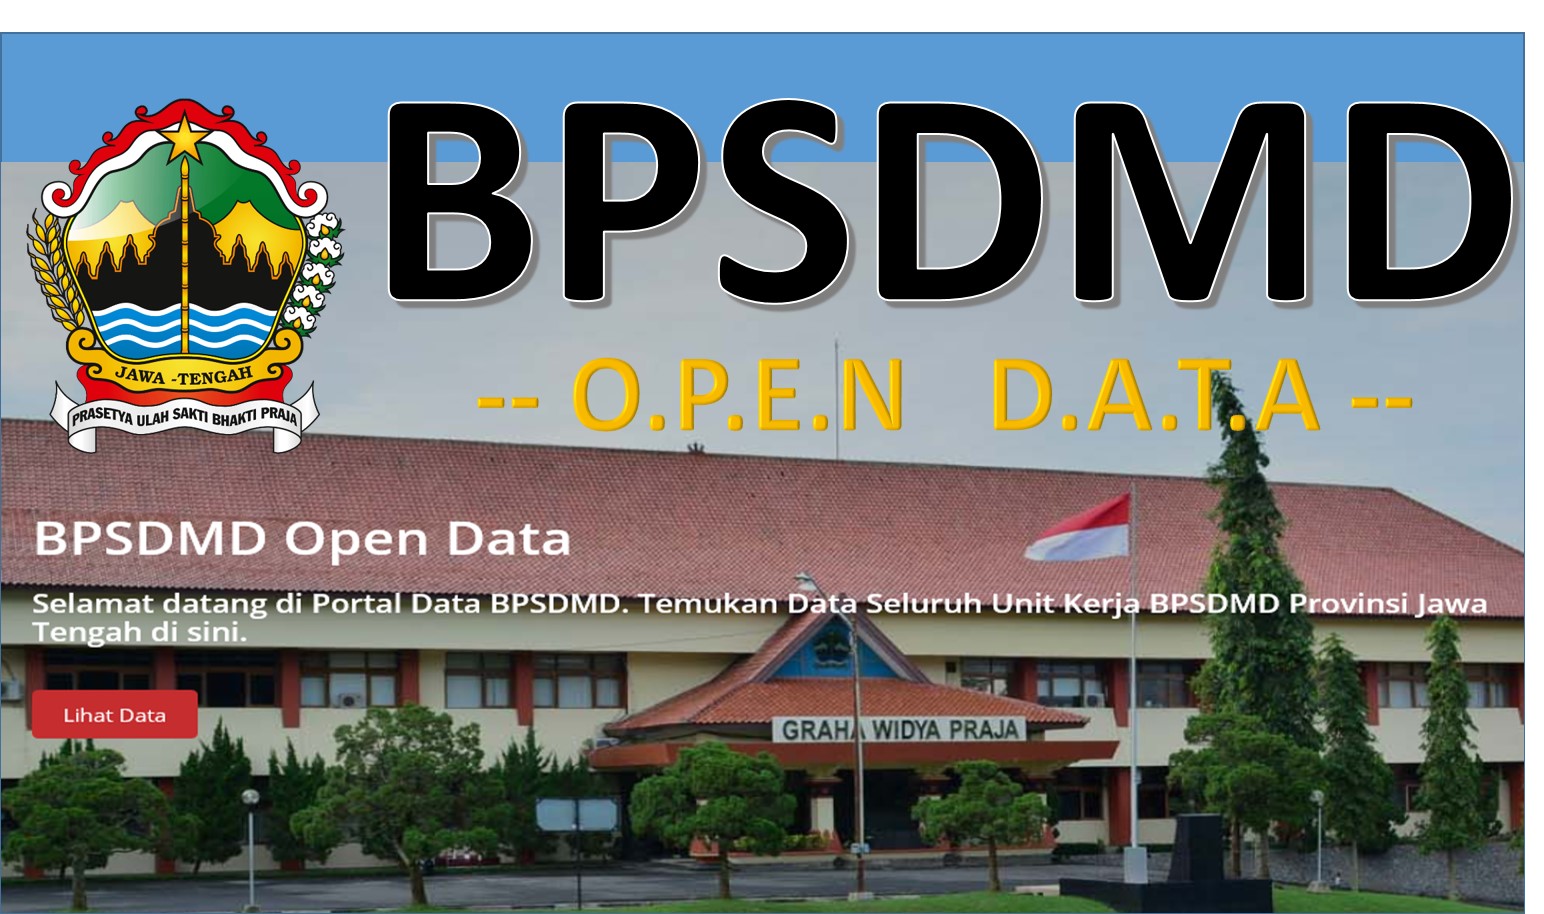 BPSDMD
JAWA -TENGAH
PRASETYA ULAH SAKTI BHAKTI PRAJA
-- O.P.E.N D.A.T.A --
BPSDMD Open Data
Selamat datang di Portal Data BPSDMD. Temukan Data Seluruh Unit Kerja BPSDMD Provinsi Jawa
Tengah di sini.
Lihat Data
GRAHA WIDYA PRAJA